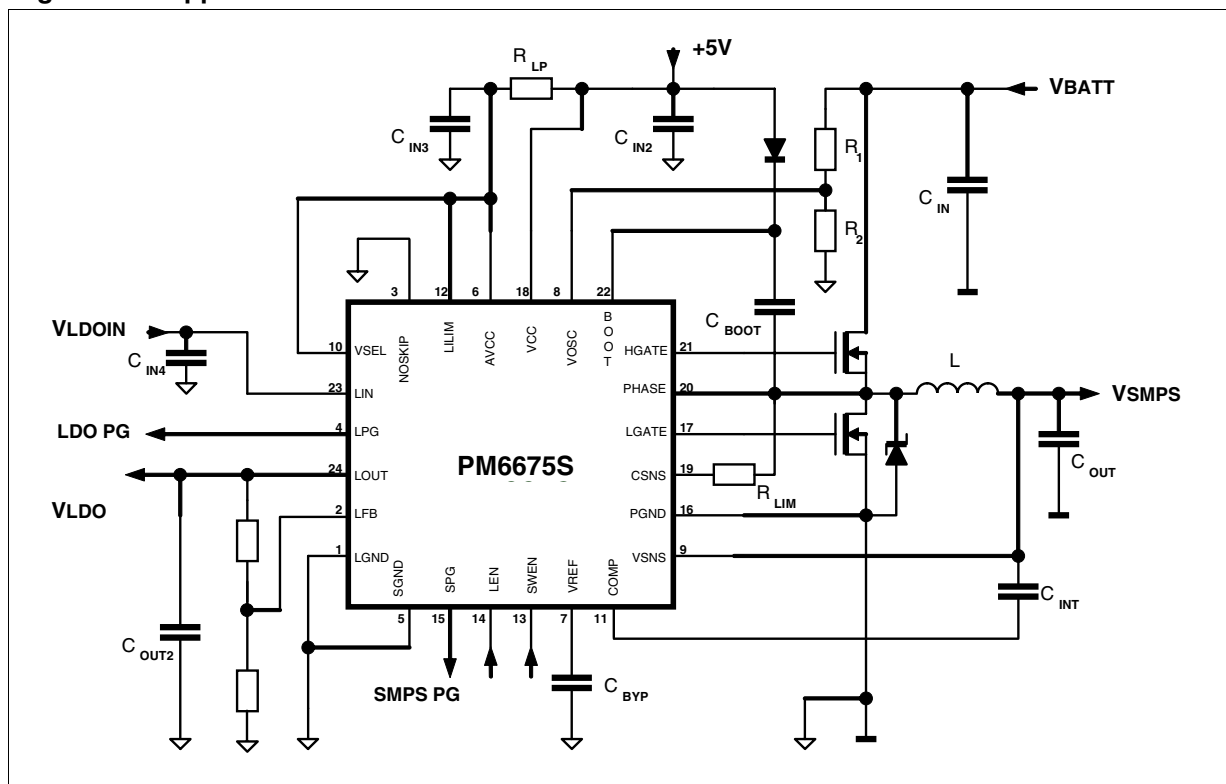 +5V
R LP
VBATT
C IN3
C IN2
R 1
C IN
R 2
3
12
6
18
8
22
NOSKIP
LILIM
AVCC
VCC
VOSC
BOOT
C BOOT
VLDOIN
C IN4
10
VSEL
HGATE
21
L
23
LIN
PHASE
20
VSMPS
LDO PG
4
LPG
LGATE
17
24
LOUT
PM6675S
CSNS
19
R LIM
C OUT
VLDO
2
LFB
PGND
16
1
LGND
VSNS
9
SGND
SPG
LEN
SWEN
VREF
COMP
C INT
5
15
14
13
7
11
C OUT2
SMPS PG
C BYP